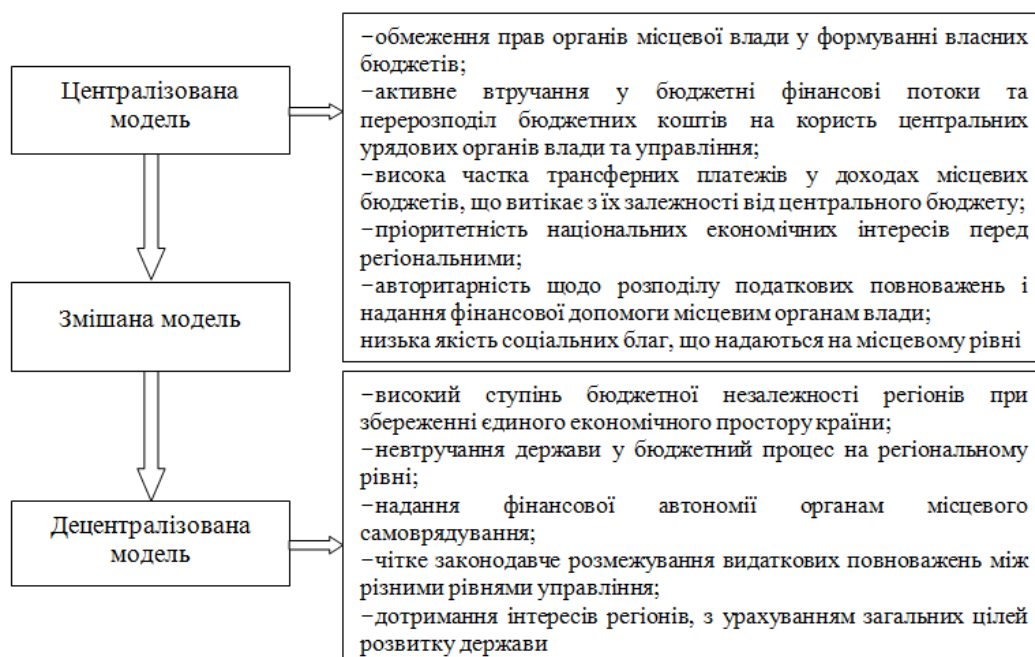 Централізована
модель
−обмеження прав органів місцевої влади у формуванні власних
бюджетів;
−активне втручання у бюджетні фінансові потоки та
перерозподіл бюджетних коштів на користь центральних
урядових органів влади та управління;
−висока частка трансферних платежів у доходах місцевих
бюджетів, що витікає з їх залежності від центрального бюджету;
−пріоритетність національних економічних інтересів перед
регіональними;
−авторитарність щодо розподілу податкових повноважень і
надання фінансової допомоги місцевим органам влади;
низька якість соціальних благ, що надаються на місцевому рівні
Змішана модель
Децентралізована
модель
−високий ступінь бюджетної незалежності регіонів при
збереженні єдиного економічного простору країни;
−невтручання держави у бюджетний процес на регіональному
рівні;
−надання фінансової автономії органам місцевого
самоврядування;
−чітке законодавче розмежування видаткових повноважень між
різними рівнями управління;
−дотримання інтересів регіонів, з урахуванням загальних цілей
розвитку держави